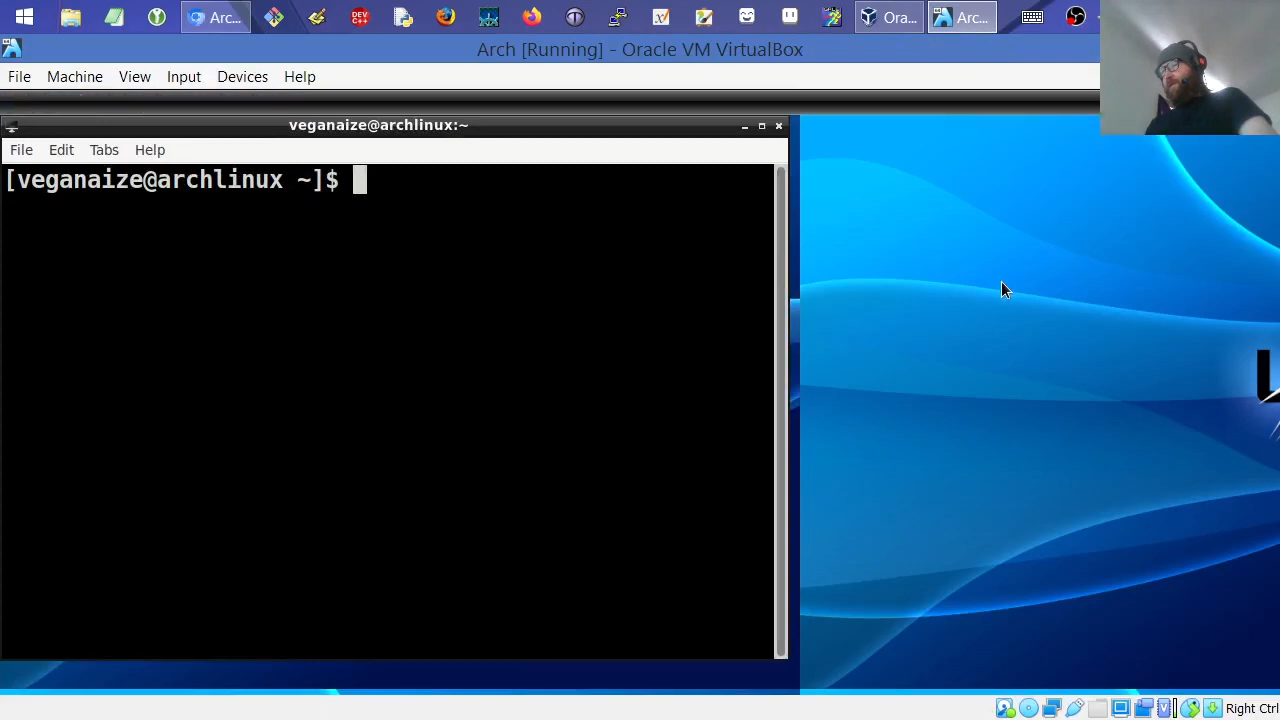 Arc...
DEV
C++
Ora...
Arc...
Arch [Running] - Oracle VM VirtualBox
File Machine View Input Devices Help
veganaize@archlinux:~
File Edit Tabs Help
[veganaize@archlinux ~]$
Right Ctrl